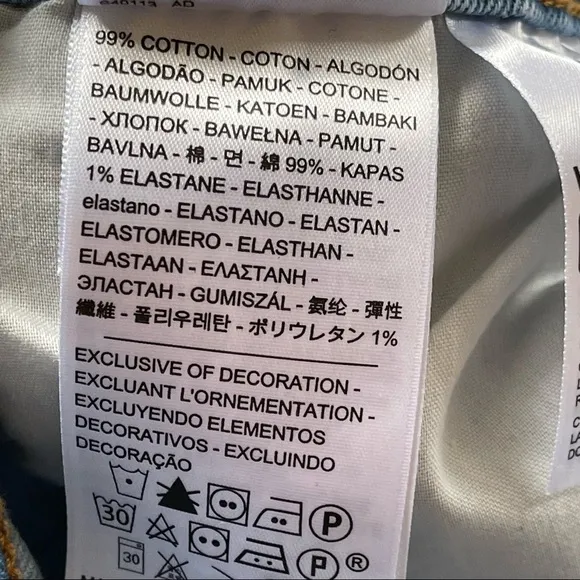 99% COTTON - COTON - ALGODÓN
- ALGODÃO - PAMUK - COTONE -
BAUMWOLLE - KATOEN - BAMBAKI
- ХЛОПОК - BAWEŁNA - PAMUT -
BAVLNA - 棉 - 면 - 綿 99% - KAPAS
1% ELASTANE - ELASTHANNE -
elastano - ELASTANO - ELASTAN -
ELASTOMERO - ELASTHAN -
ELASTAAN - ΕΛΑΣΤΑΝΗ -
ЭЛАСТАН - GUMISZÁL - 氨纶 - 彈性
纖維 - 폴리우레탄 - ポリウレタン 1%
EXCLUSIVE OF DECORATION -
EXCLUANT L'ORNEMENTATION -
EXCLUYENDO ELEMENTOS
DECORATIVOS - EXCLUINDO
DECORAÇÃO
P
30 P ®
30